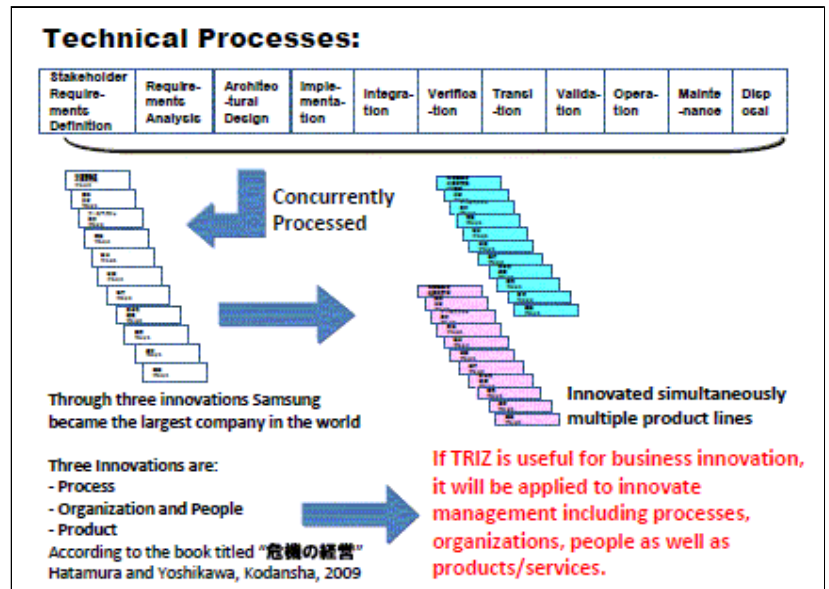 Technical Processes:
Stakeholder
Require-
ments
Definition
Require-
ments
Analysis
Architec
-tural
Design
Imple-
menta-
tion
Integra-
tion
Verifica
-tion
Transi
-tion
Valida-
tion
Opera-
tion
Mainte
-nance
Disp
osal
Concurrently
Processed
Through three innovations Samsung
became the largest company in the world
Innovated simultaneously
multiple product lines
Three Innovations are:
- Process
- Organization and People
- Product
According to the book titled "危機の経営"
Hatamura and Yoshikawa, Kodansha, 2009
If TRIZ is useful for business innovation,
it will be applied to innovate
management including processes,
organizations, people as well as
products/services.